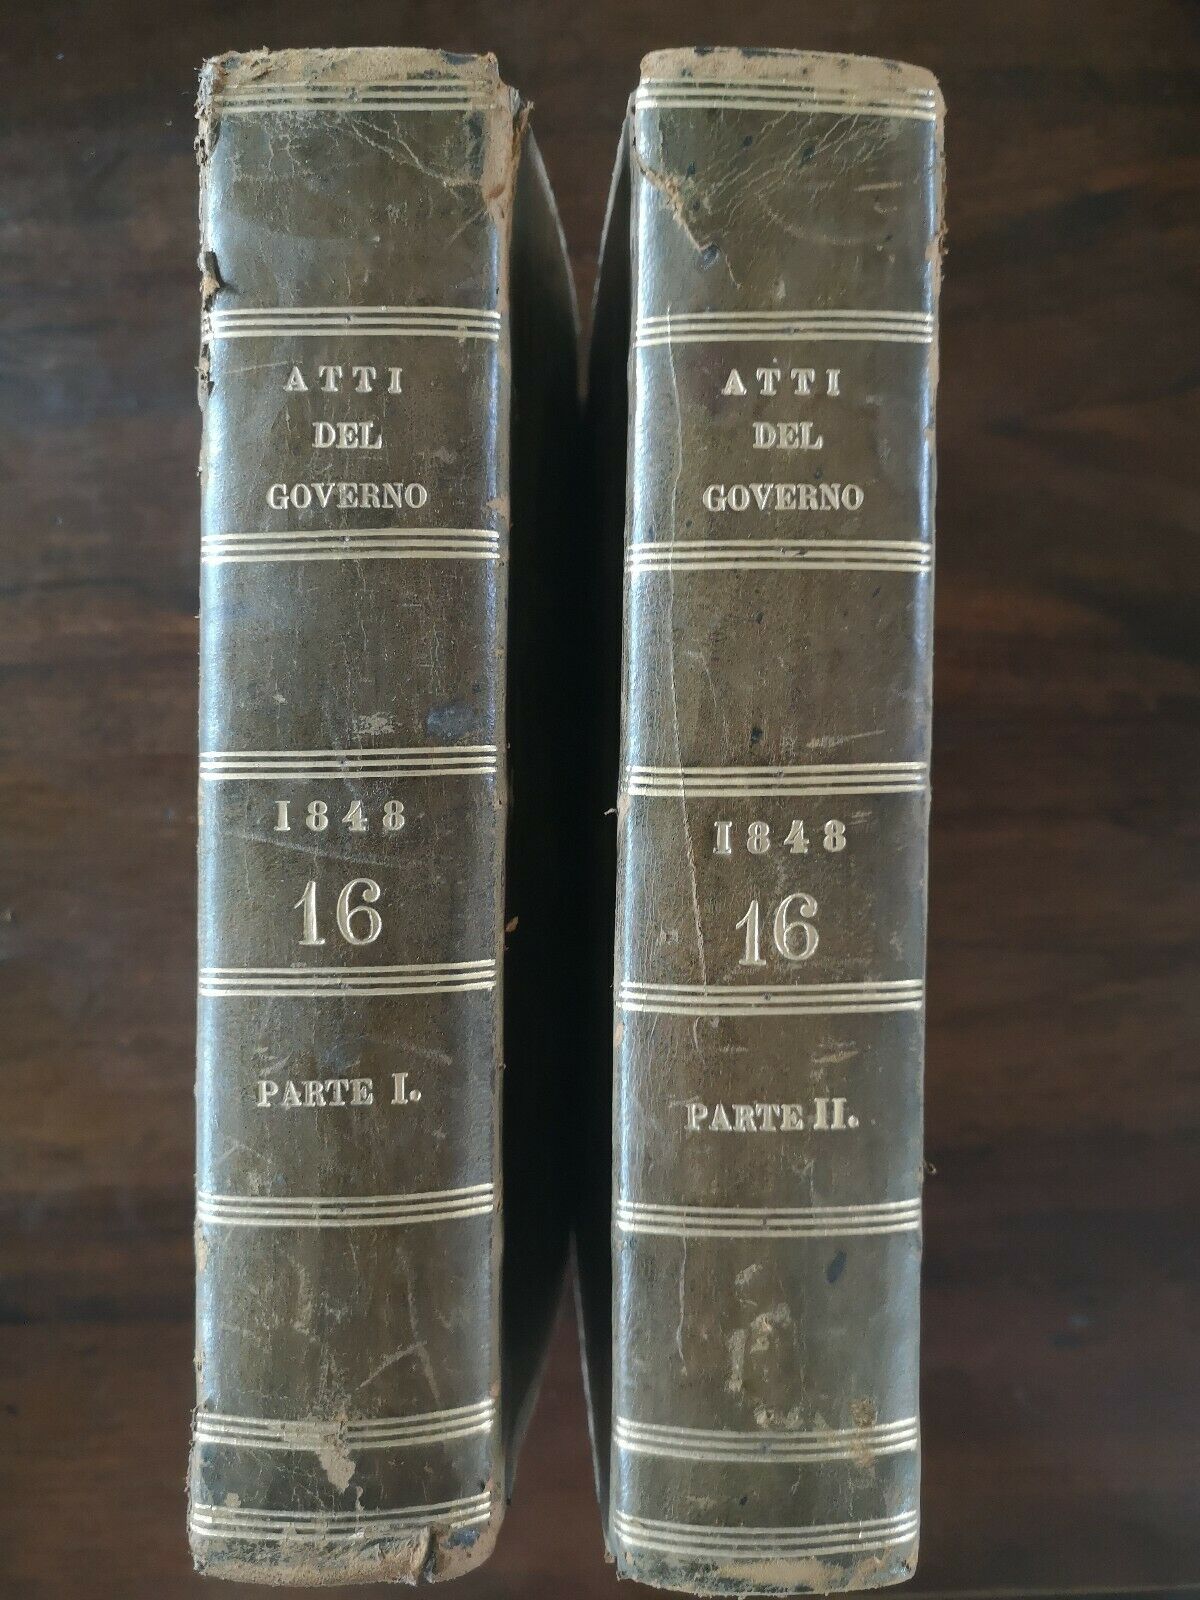 ATTI
DEL
GOVERNO
1848
16
PARTE I.
ATTI
DEL
GOVERNO
1848
16
PARTE II.